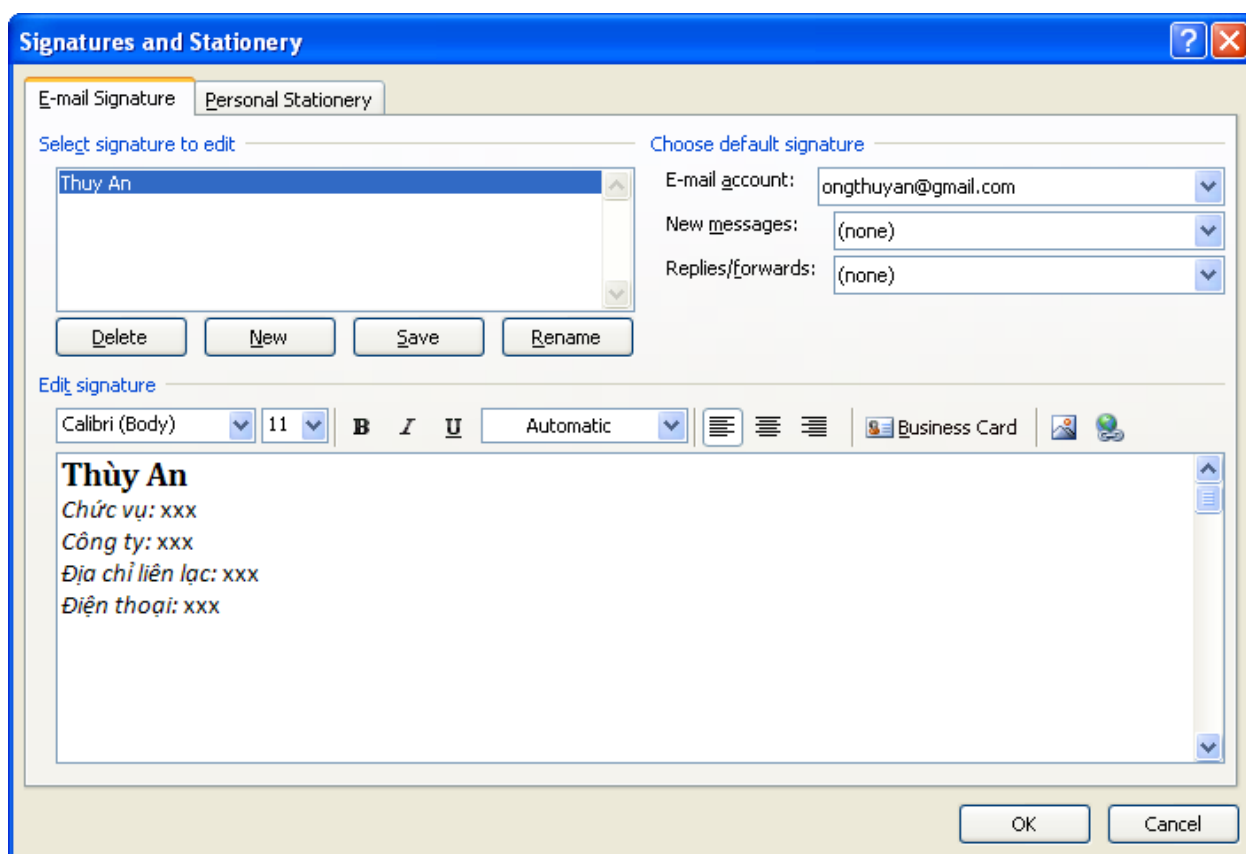 Signatures and Stationery
E-mail Signature
Personal Stationery
Select signature to edit
Choose default signature
Thuy An
E-mail account:
ongthuyan@gmail.com
New messages:
(none)
Replies/forwards:
(none)
Delete
New
Save
Rename
Edit signature
Calibri (Body)
11
B
I
U
Automatic
Business Card
Thùy An
Chức vụ: xxx
Công ty: xxx
Địa chỉ liên lạc: xxx
Điện thoại: xxx
OK
Cancel